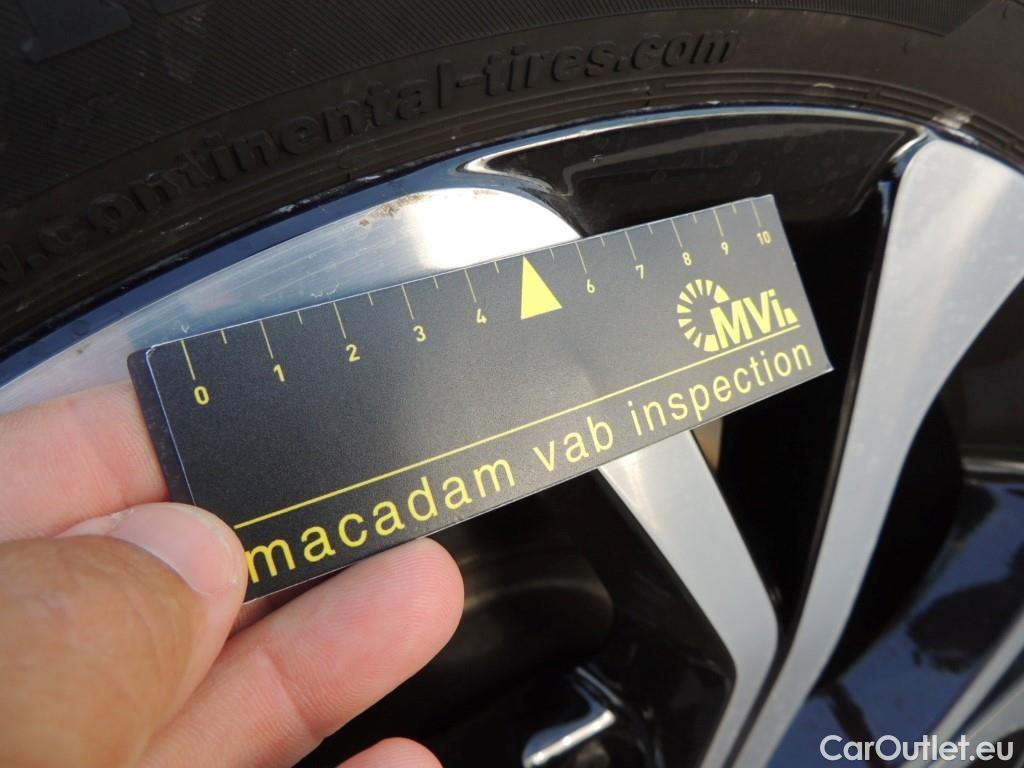 w.continental-tires.com
0 1 2 3 4 6 7 8 9 10
MVi
macadam vab inspection
CarOutlet.eu